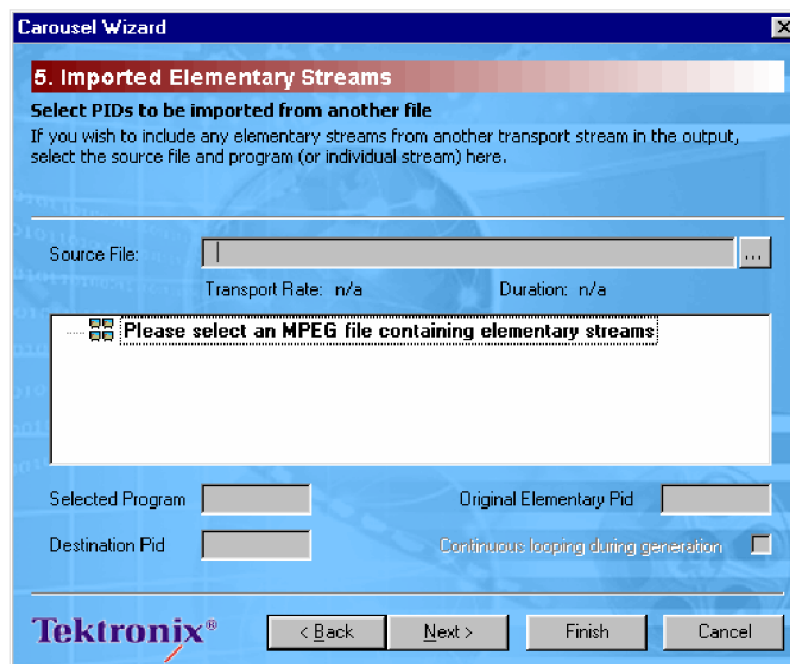 Carousel Wizard
5. Imported Elementary Streams
Select PIDs to be imported from another file
If you wish to include any elementary streams from another transport stream in the output,
select the source file and program (or individual stream) here.
Source File:
...
Transport Rate: n/a Duration: n/a
Please select an MPEG file containing elementary streams
Selected Program Original Elementary Pid
Destination Pid Continuous looping during generation
Tektronix® < Back Next > Finish Cancel